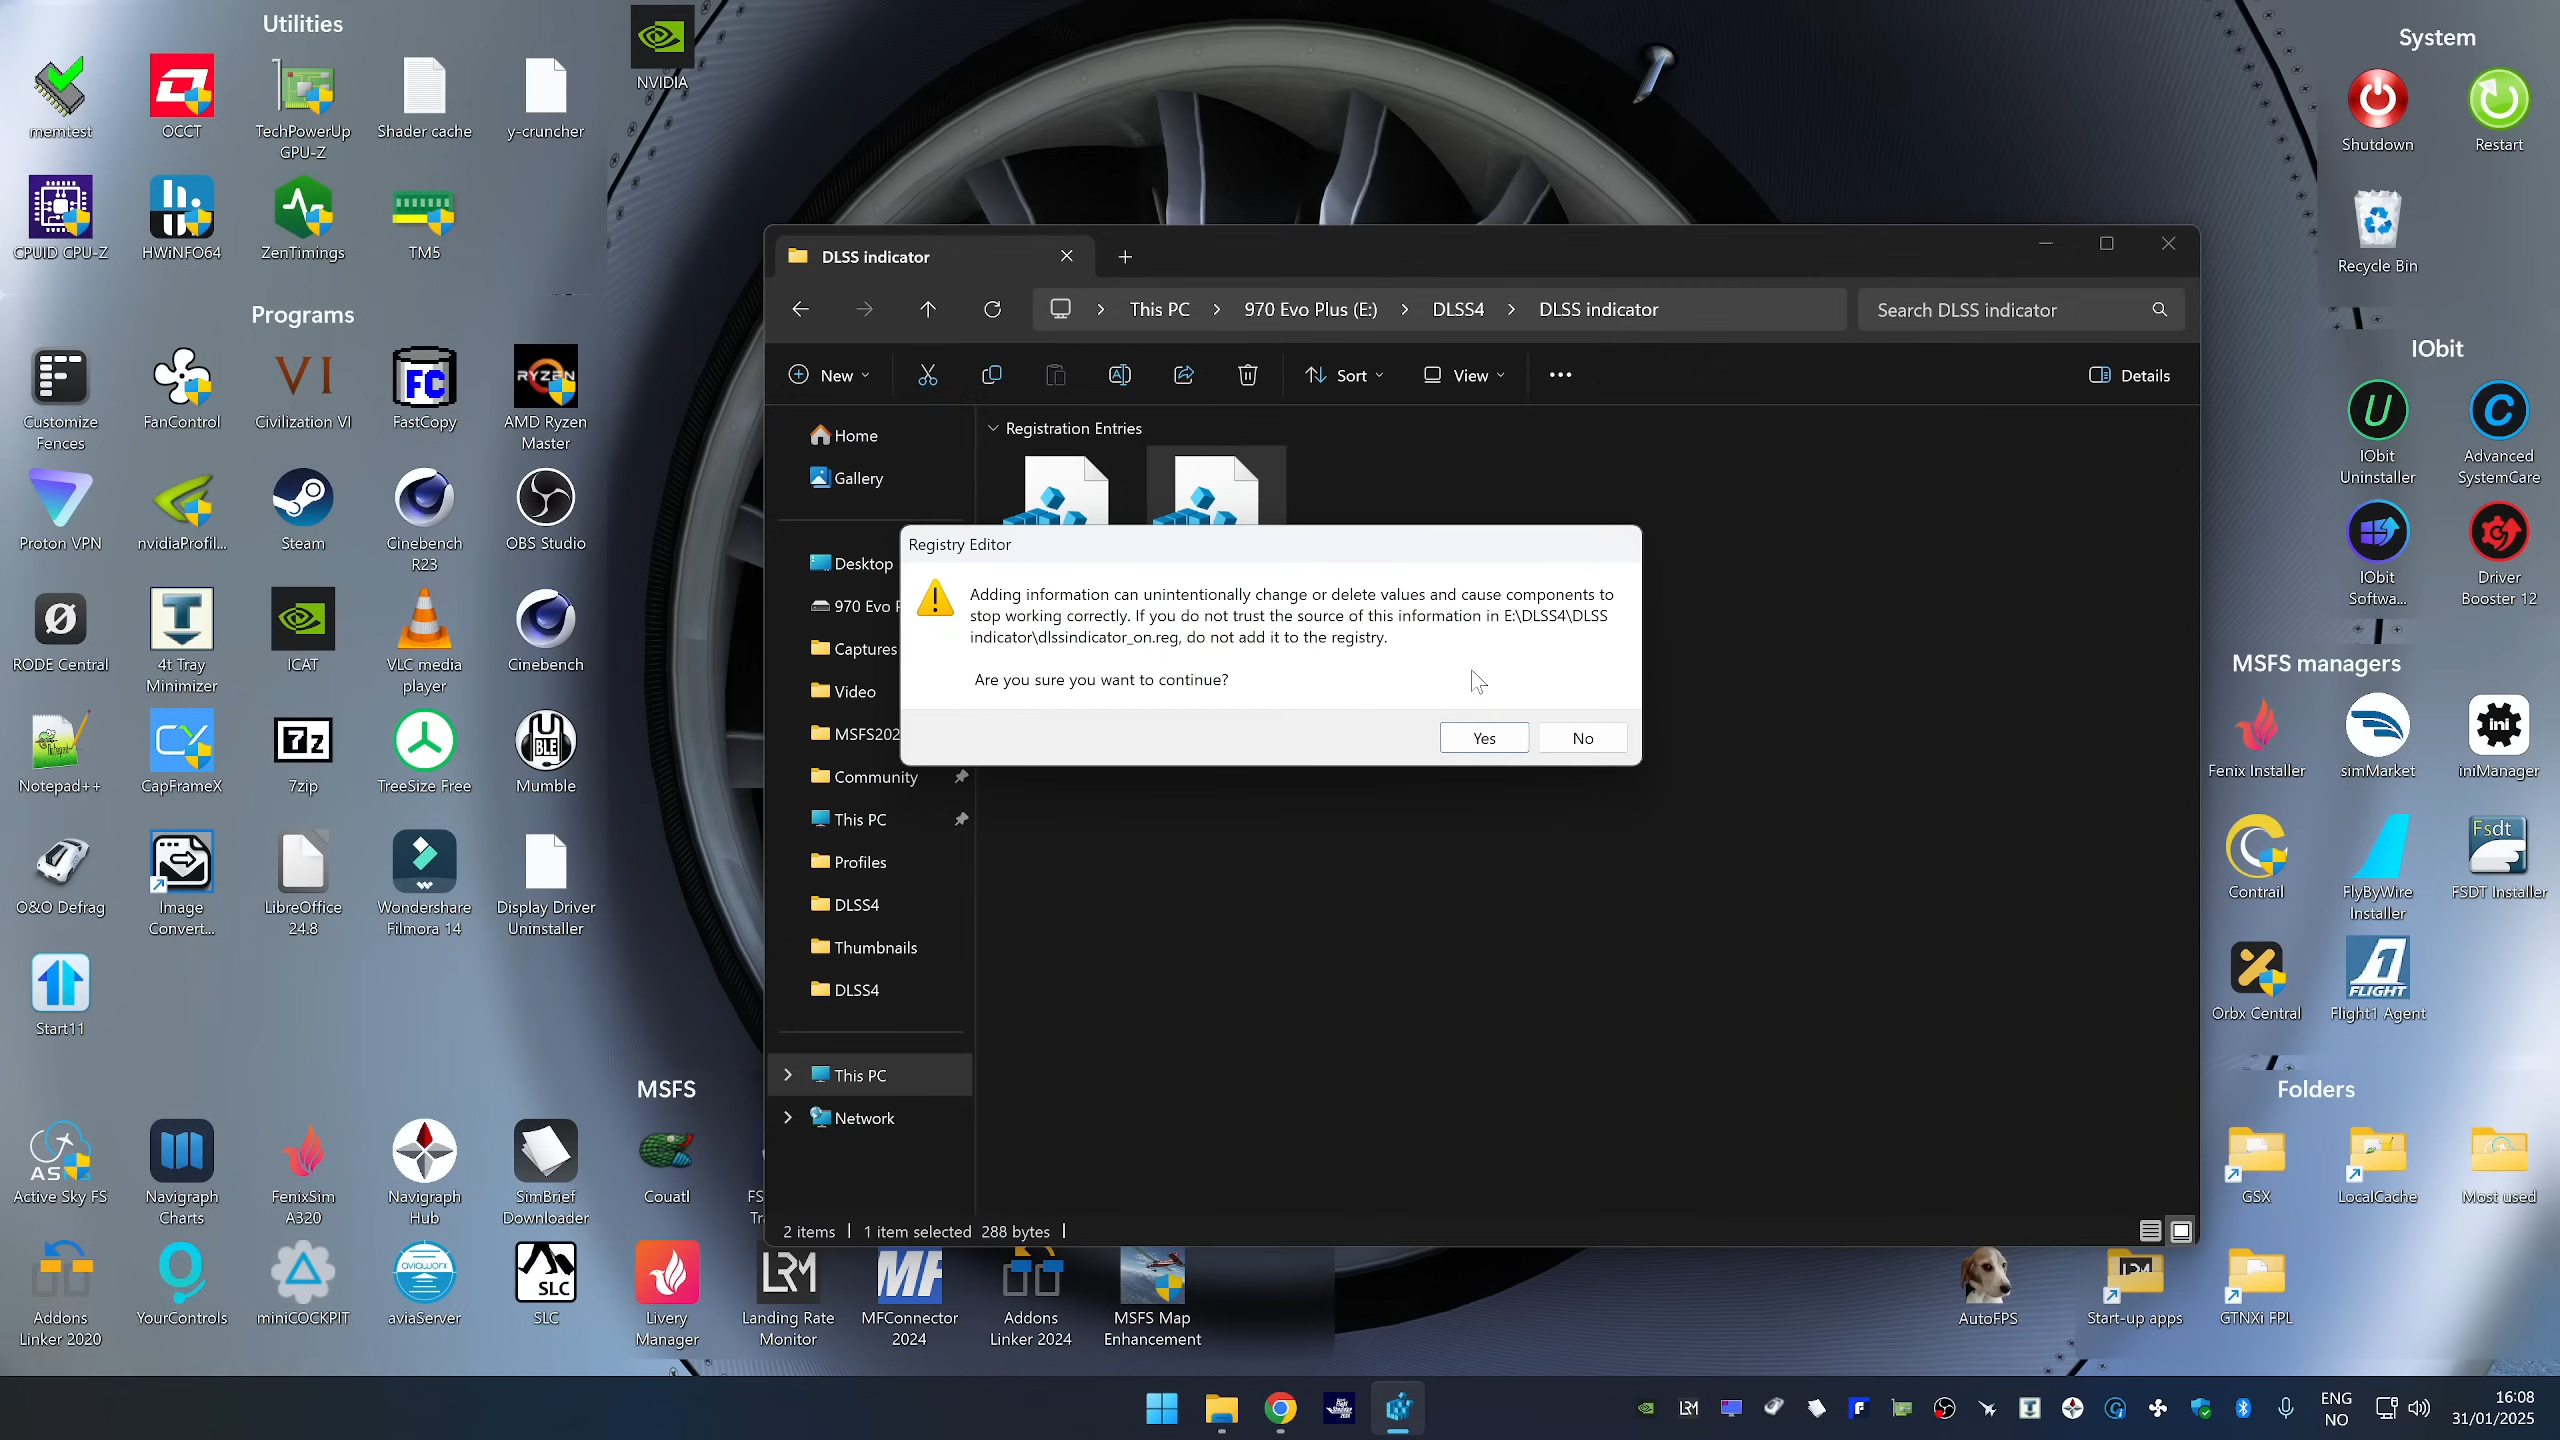 Utilities
memtest
OCCT
TechPowerUp
GPU-Z
Shader cache
y-cruncher
NVIDIA
CPUID CPU-Z
HWiNFO64
ZenTimings
TM5
Programs
Customize
Fences
FanControl
Civilization VI
FastCopy
AMD Ryzen
Master
Proton VPN
nvidiaProfil...
Steam
Cinebench
R23
OBS Studio
RODE Central
4t Tray
Minimizer
ICAT
VLC media
player
Cinebench
Notepad++
CapFrameX
7zip
TreeSize Free
Mumble
O&O Defrag
Image
Convert...
LibreOffice
24.8
Wondershare
Filmora 14
Display Driver
Uninstaller
Start11
MSFS
Active Sky FS
Navigraph
Charts
FenixSim
A320
Navigraph
Hub
SimBrief
Downloader
Couatl
Addons
Linker 2020
YourControls
miniCOCKPIT
aviaServer
SLC
Livery
Manager
Landing Rate
Monitor
MFConnector
2024
Addons
Linker 2024
MSFS Map
Enhancement
AutoFPS
Start-up apps
GTNXi FPL
DLSS indicator
This PC
970 Evo Plus (E:)
DLSS4
DLSS indicator
Search DLSS indicator
New
Sort
View
Details
Home
Gallery
Desktop
970 Evo P
Captures
Video
MSFS202
Community
This PC
Profiles
DLSS4
Thumbnails
DLSS4
This PC
Network
Registration Entries
Registry Editor
Adding information can unintentionally change or delete values and cause components to
stop working correctly. If you do not trust the source of this information in E:\DLSS4\DLSS
indicator\dlssindicator_on.reg, do not add it to the registry.
Are you sure you want to continue?
Yes
No
2 items
1 item selected
288 bytes
System
Shutdown
Restart
Recycle Bin
IObit
IObit
Uninstaller
Advanced
SystemCare
IObit
Softwa...
Driver
Booster 12
MSFS managers
Fenix Installer
simMarket
iniManager
Contrail
FlyByWire
Installer
FSDT Installer
Orbx Central
Flight1 Agent
Folders
GSX
LocalCache
Most used
ENG
NO
16:08
31/01/2025